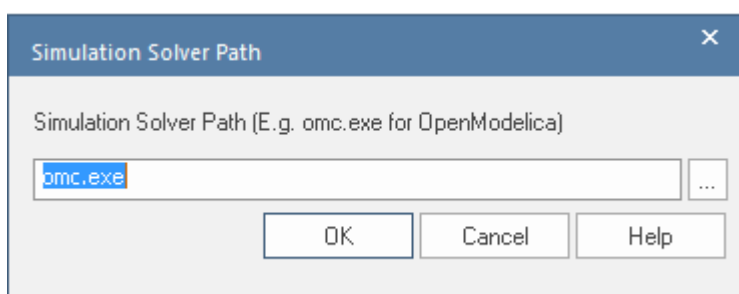 Simulation Solver Path
Simulation Solver Path (E.g. omc.exe for OpenModelica)
omc.exe
...
OK Cancel Help